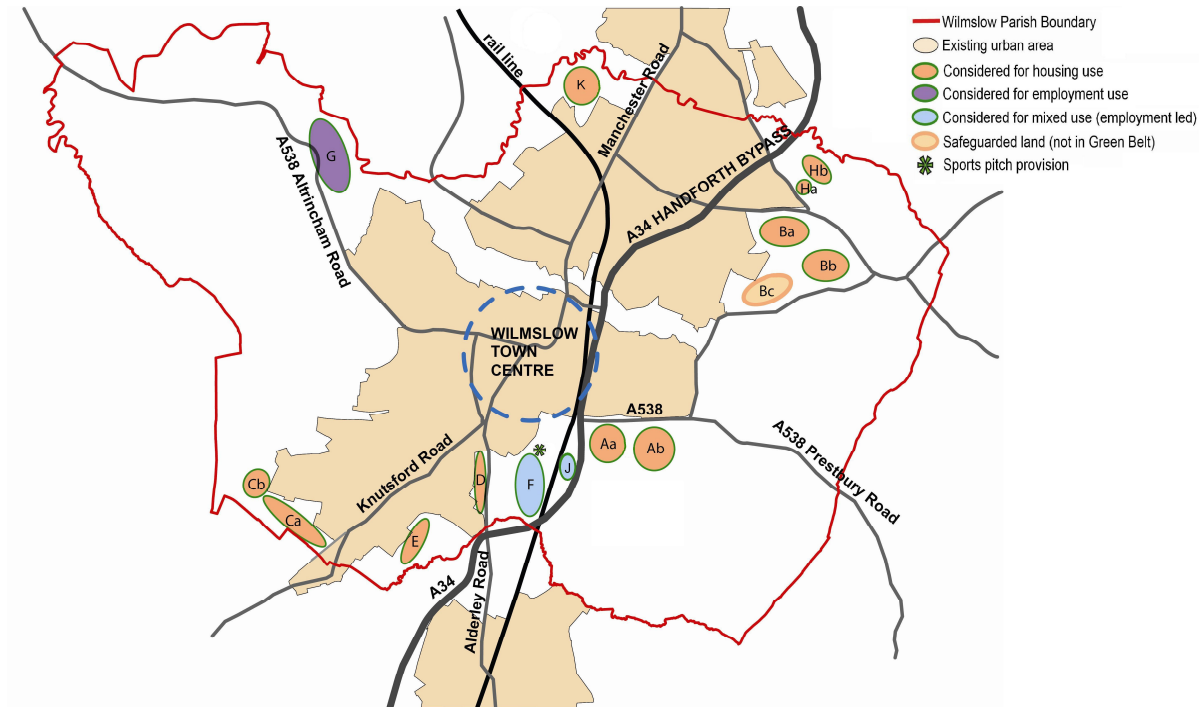 Wilmslow Parish Boundary
Existing urban area
Considered for housing use
Considered for employment use
Considered for mixed use (employment led)
Safeguarded land (not in Green Belt)
Sports pitch provision
rail line
K
Manchester Road
A34 HANDFORTH BYPASS
G
A538 Altrincham Road
Hb
Ha
Ba
Bb
Bc
WILMSLOW
TOWN
CENTRE
A538
Aa
Ab
A538 Prestbury Road
Knutsford Road
Cb
Ca
D
F
J
E
A34
Alderley Road